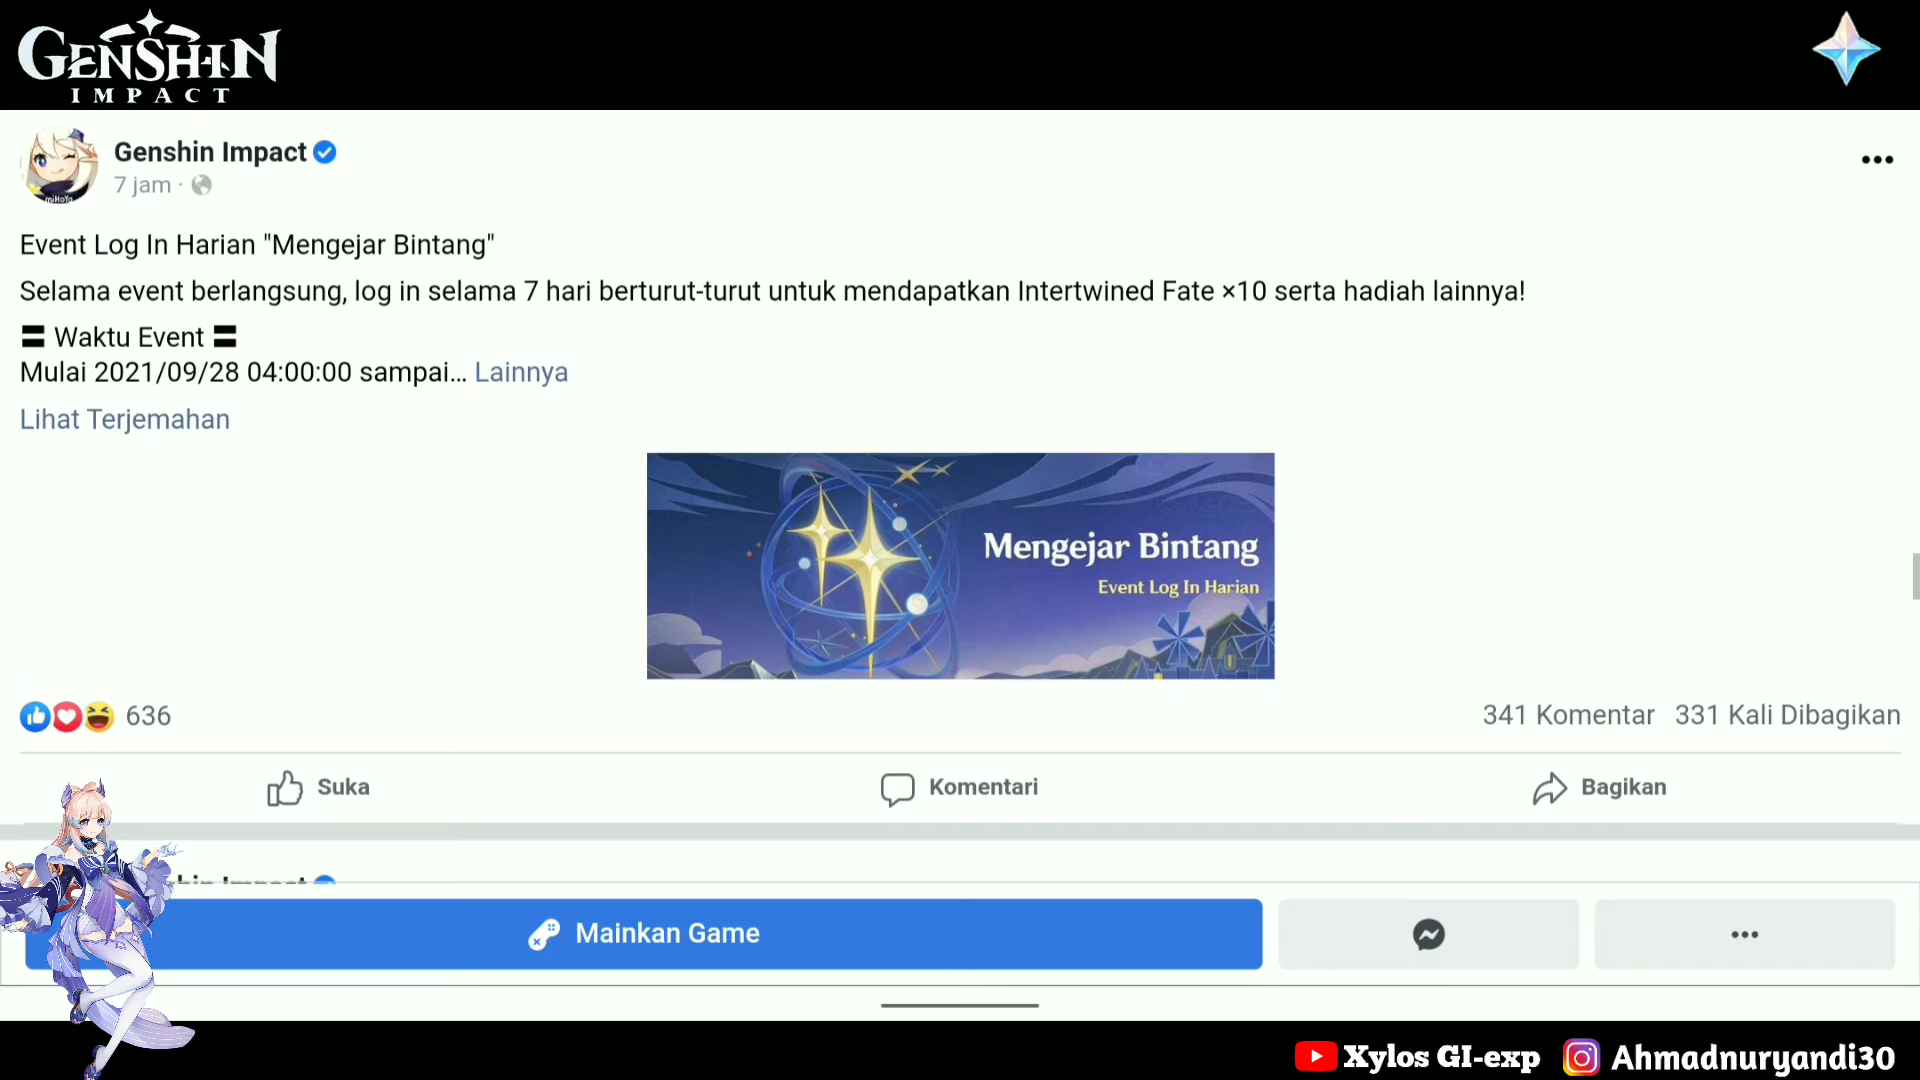 GENSHIN
IMPACT
Genshin Impact
miHoYo
7 jam ·
Event Log In Harian "Mengejar Bintang"
Selama event berlangsung, log in selama 7 hari berturut-turut untuk mendapatkan Intertwined Fate ×10 serta hadiah lainnya!
〓 Waktu Event 〓
Mulai 2021/09/28 04:00:00 sampai... Lainnya
Lihat Terjemahan
Mengejar Bintang
Event Log In Harian
636
341 Komentar 331 Kali Dibagikan
Suka
Komentari
Bagikan
Mainkan Game
Xylos GI-exp
Ahmadnuryandi30